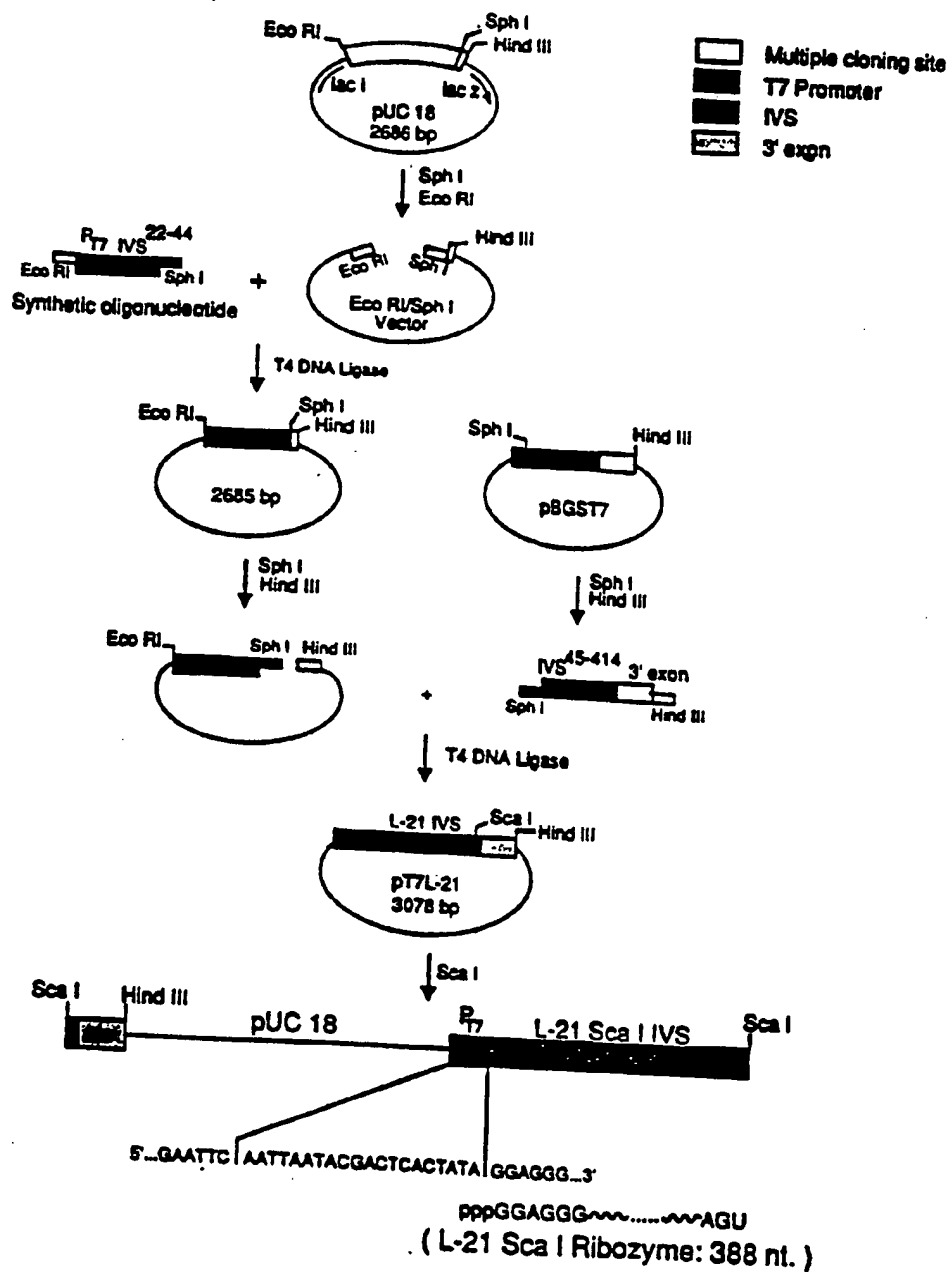 Eco RI
Sph I
Hind III
lac i
lac z
pUC 18
2686 bp
Multiple cloning site
T7 Promoter
IVS
3' exon
Sph I
Eco RI
PT7 IVS 22-44
Eco RI
Sph I
Synthetic oligonucleotide
+
Eco RI
Sph I
Hind III
Eco RI/Sph I
Vector
T4 DNA Ligase
Eco RI
Sph I
Hind III
2685 bp
Sph I
Hind III
pBGST7
Sph I
Hind III
Sph I
Hind III
Eco RI
Sph I
Hind III
+
IVS 45-414
3' exon
Sph I
Hind III
T4 DNA Ligase
L-21 IVS
Sca I
Hind III
pT7L-21
3078 bp
Sca I
Sca I
Hind III
pUC 18
PT7
L-21 Sca I IVS
Sca I
5'...GAATTC AATTAATACGACTCACTATA GGAGGG...3'
pppGGAGGG~~~......~~~AGU
( L-21 Sca I Ribozyme: 388 nt. )